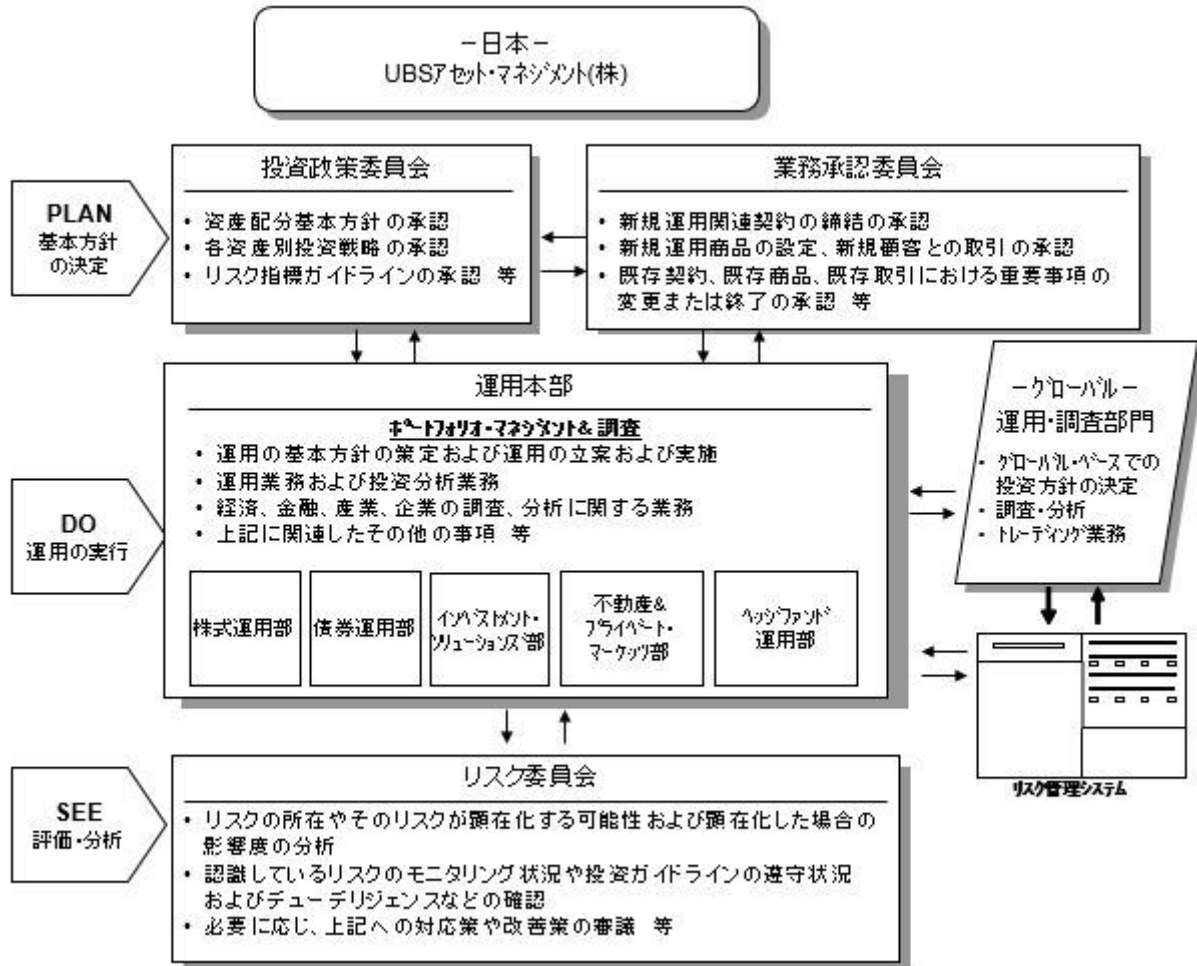 －日本－
UBSアセット・マネジメント(株)
投資政策委員会
・ 資産配分基本方針の承認
・ 各資産別投資戦略の承認
・ リスク指標ガイドラインの承認 等
業務承認委員会
・ 新規運用関連契約の締結の承認
・ 新規運用商品の設定、新規顧客との取引の承認
・ 既存契約、既存商品、既存取引における重要事項の
変更または終了の承認 等
PLAN
基本方針
の決定
運用本部
ポートフォリオ・マネジメント& 調査
・ 運用の基本方針の策定および運用の立案および実施
・ 運用業務および投資分析業務
・ 経済、金融、産業、企業の調査、分析に関する業務
・ 上記に関連したその他の事項 等
DO
運用の実行
株式運用部
債券運用部
インベストメント・
ソリューションズ部
不動産&
プライベート・
マーケッツ部
ヘッジファンド
運用部
－グローバル－
運用・調査部門
・ グローバル・ベースでの
投資方針の決定
・ 調査・分析
・ トレーディング業務
リスク管理システム
SEE
評価・分析
リスク委員会
・ リスクの所在やそのリスクが顕在化する可能性および顕在化した場合の
影響度の分析
・ 認識しているリスクのモニタリング状況や投資ガイドラインの遵守状況
およびデューデリジェンスなどの確認
・ 必要に応じ、上記への対応策や改善策の審議 等